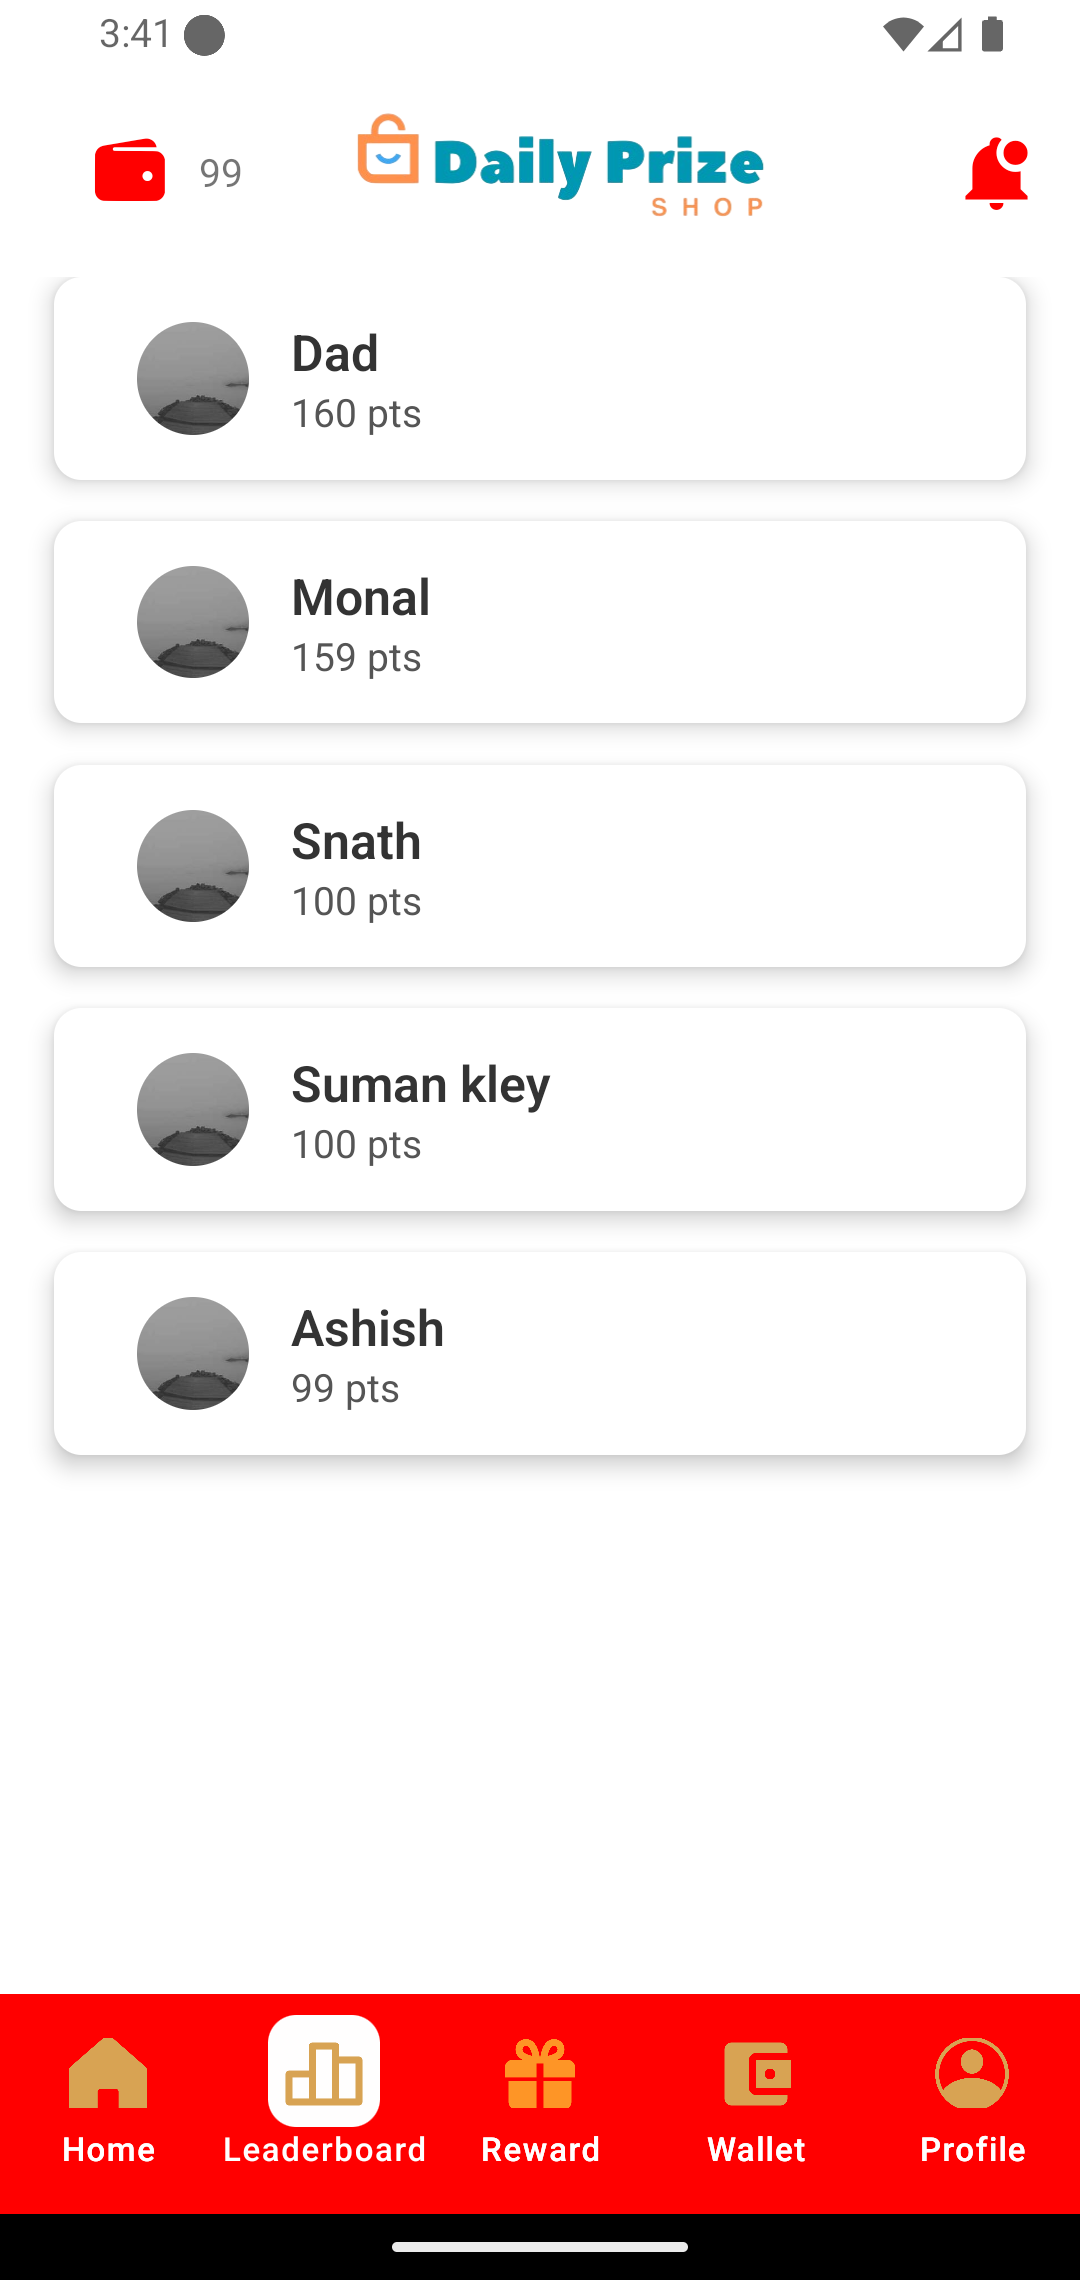 3:41
99
Daily Prize
SHOP
Dad
160 pts
Monal
159 pts
Snath
100 pts
Suman kley
100 pts
Ashish
99 pts
Home Leaderboard Reward Wallet Profile